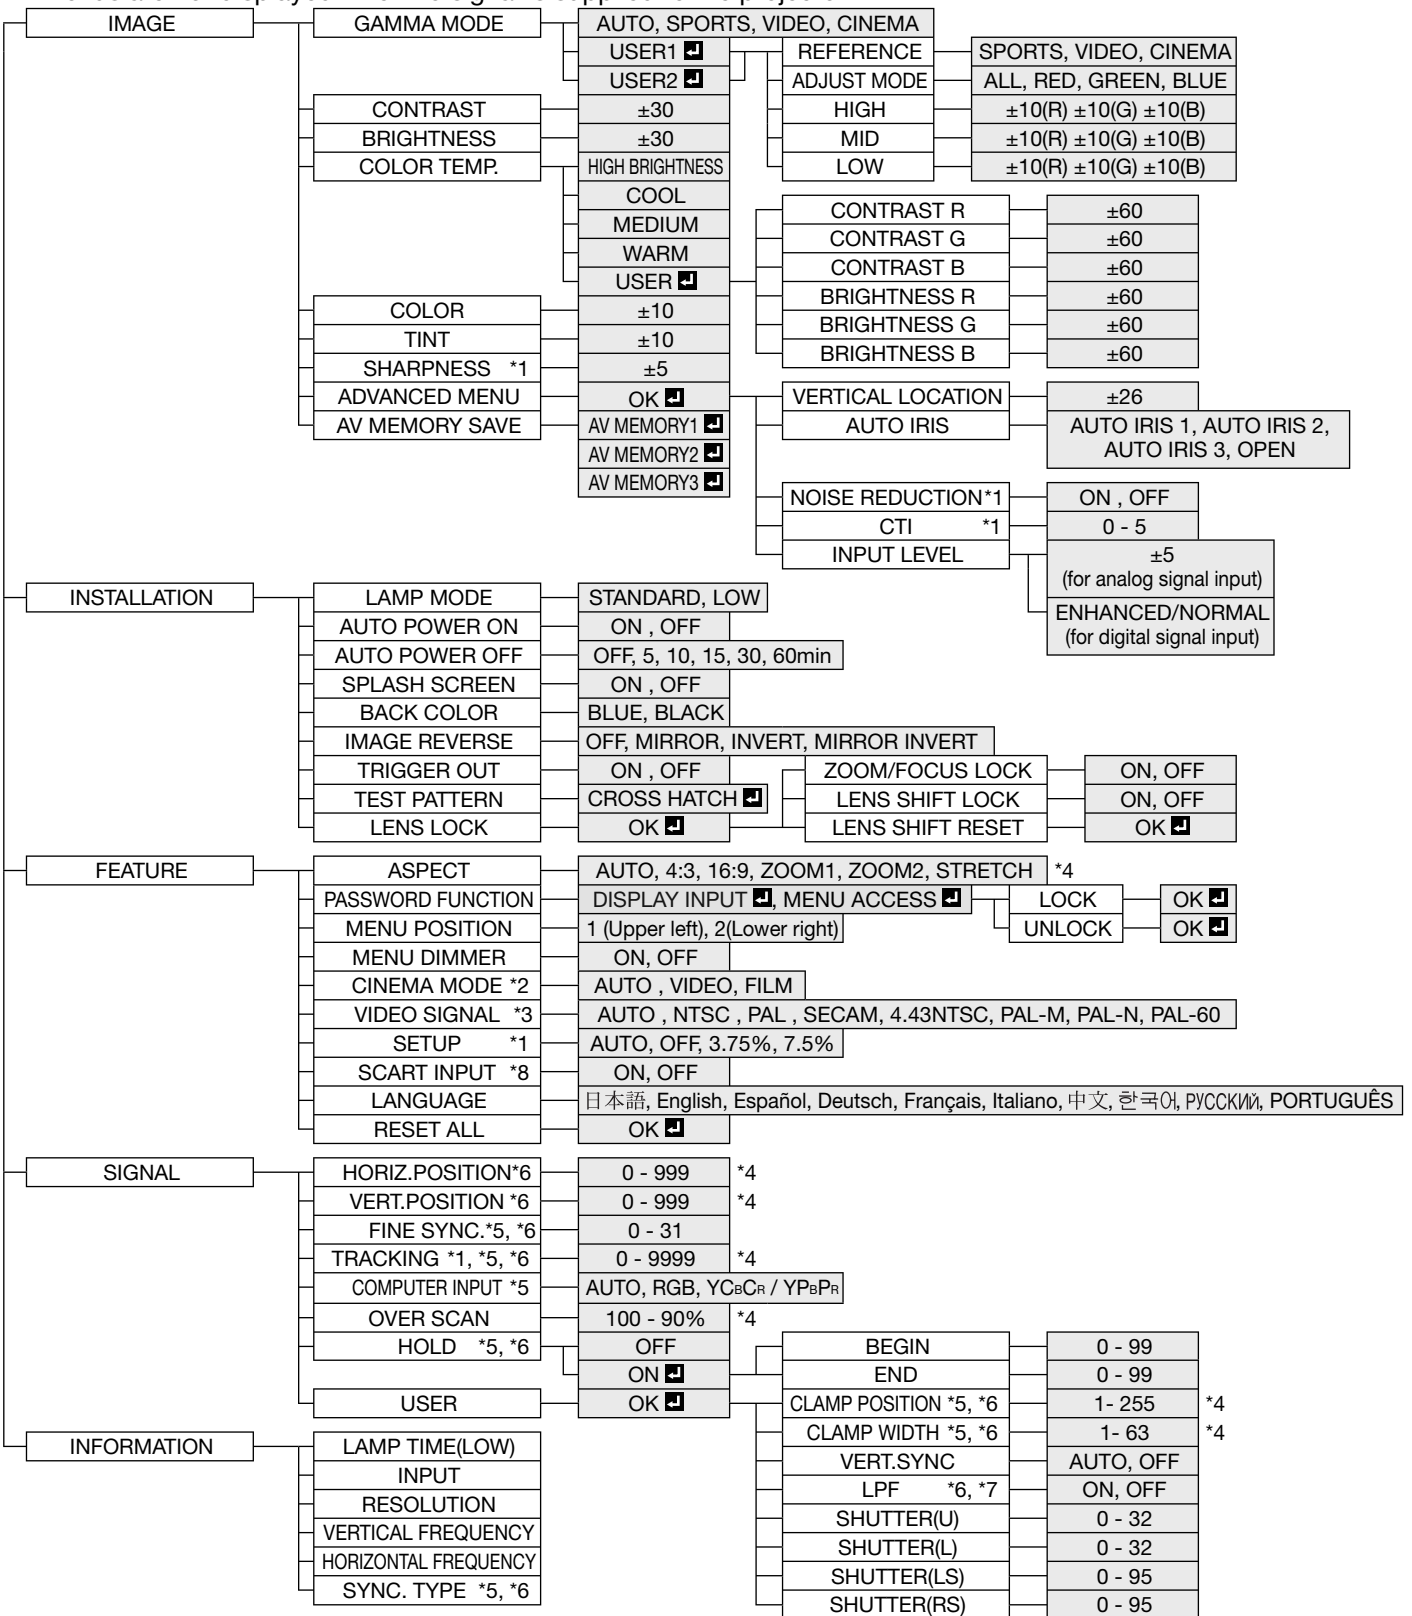 IMAGE GAMMA MODE AUTO, SPORTS, VIDEO, CINEMA
USER1 REFERENCE SPORTS, VIDEO, CINEMA
USER2 ADJUST MODE ALL, RED, GREEN, BLUE
CONTRAST ±30 HIGH ±10(R) ±10(G) ±10(B)
BRIGHTNESS ±30 MID ±10(R) ±10(G) ±10(B)
COLOR TEMP. HIGH BRIGHTNESS LOW ±10(R) ±10(G) ±10(B)
COOL CONTRAST R ±60
MEDIUM CONTRAST G ±60
WARM CONTRAST B ±60
USER BRIGHTNESS R ±60
COLOR ±10 BRIGHTNESS G ±60
TINT ±10 BRIGHTNESS B ±60
SHARPNESS *1 ±5
ADVANCED MENU OK VERTICAL LOCATION ±26
AV MEMORY SAVE AV MEMORY1 AUTO IRIS AUTO IRIS 1, AUTO IRIS 2,
AV MEMORY2 AUTO IRIS 3, OPEN
AV MEMORY3
NOISE REDUCTION*1 ON , OFF
CTI *1 0 - 5
INPUT LEVEL ±5
(for analog signal input)
ENHANCED/NORMAL
(for digital signal input)
INSTALLATION LAMP MODE STANDARD, LOW
AUTO POWER ON ON , OFF
AUTO POWER OFF OFF, 5, 10, 15, 30, 60min
SPLASH SCREEN ON , OFF
BACK COLOR BLUE, BLACK
IMAGE REVERSE OFF, MIRROR, INVERT, MIRROR INVERT
TRIGGER OUT ON , OFF ZOOM/FOCUS LOCK ON, OFF
TEST PATTERN CROSS HATCH LENS SHIFT LOCK ON, OFF
LENS LOCK OK LENS SHIFT RESET OK
FEATURE ASPECT AUTO, 4:3, 16:9, ZOOM1, ZOOM2, STRETCH *4
PASSWORD FUNCTION DISPLAY INPUT , MENU ACCESS LOCK OK
MENU POSITION 1 (Upper left), 2(Lower right) UNLOCK OK
MENU DIMMER ON, OFF
CINEMA MODE *2 AUTO , VIDEO, FILM
VIDEO SIGNAL *3 AUTO , NTSC , PAL , SECAM, 4.43NTSC, PAL-M, PAL-N, PAL-60
SETUP *1 AUTO, OFF, 3.75%, 7.5%
SCART INPUT *8 ON, OFF
LANGUAGE 日本語, English, Español, Deutsch, Français, Italiano, 中文, 한국어, РУССКИЙ, PORTUGUÊS
RESET ALL OK
SIGNAL HORIZ.POSITION*6 0 - 999 *4
VERT.POSITION *6 0 - 999 *4
FINE SYNC.*5, *6 0 - 31
TRACKING *1, *5, *6 0 - 9999 *4
COMPUTER INPUT *5 AUTO, RGB, YCBCR / YPBPR
OVER SCAN 100 - 90% *4
HOLD *5, *6 OFF BEGIN 0 - 99
ON END 0 - 99
USER OK CLAMP POSITION *5, *6 1- 255 *4
CLAMP WIDTH *5, *6 1- 63 *4
VERT.SYNC AUTO, OFF
LPF *6, *7 ON, OFF
SHUTTER(U) 0 - 32
SHUTTER(L) 0 - 32
SHUTTER(LS) 0 - 95
SHUTTER(RS) 0 - 95
INFORMATION LAMP TIME(LOW)
INPUT
RESOLUTION
VERTICAL FREQUENCY
HORIZONTAL FREQUENCY
SYNC. TYPE *5, *6